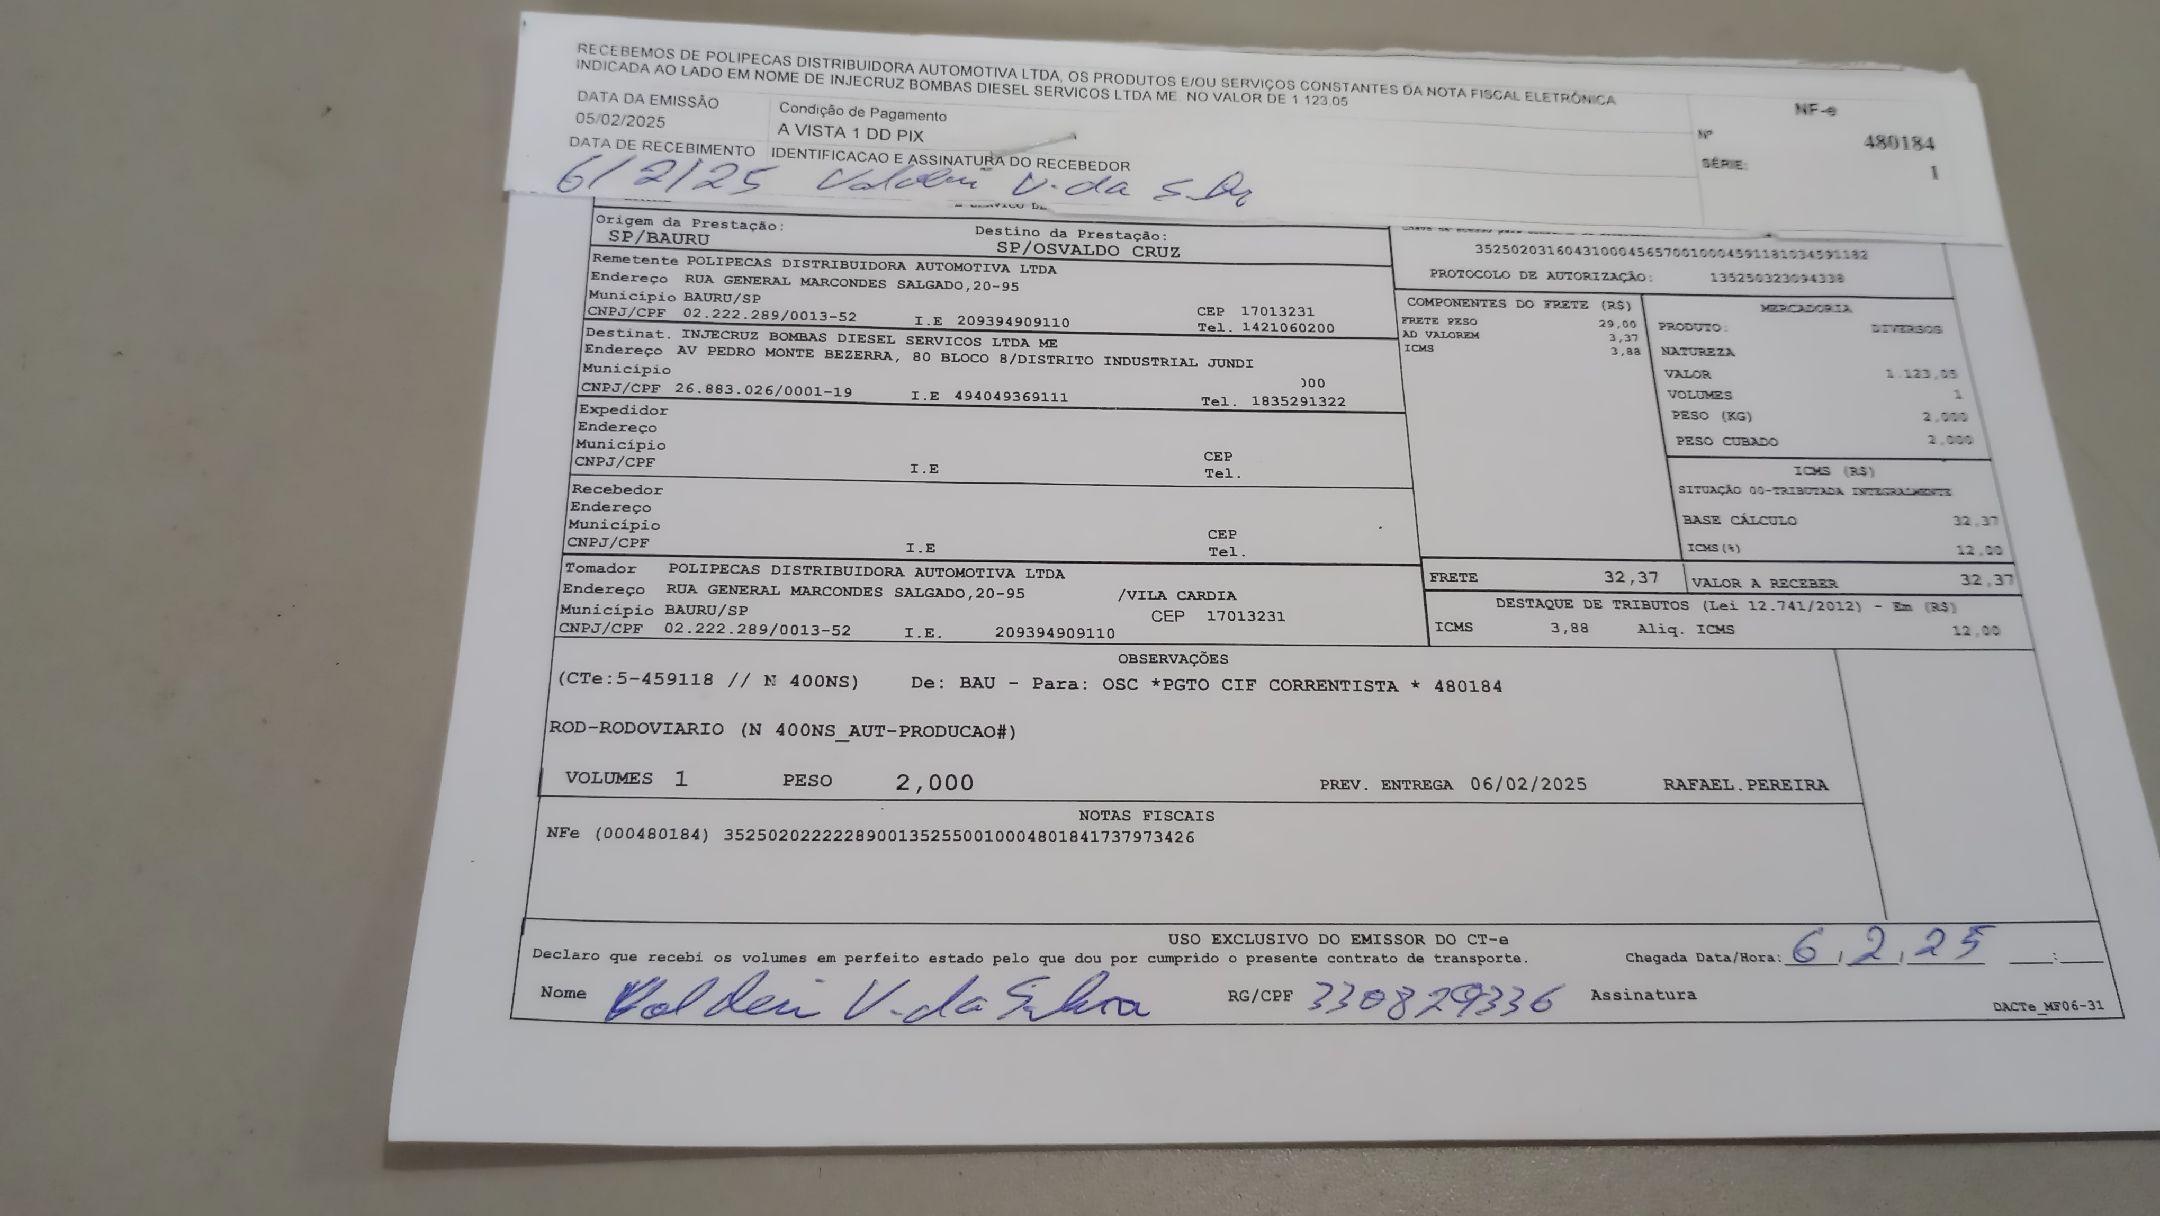 RECEBEMOS DE POLIPECAS DISTRIBUIDORA AUTOMOTIVA LTDA, OS PRODUTOS E/OU SERVIÇOS CONSTANTES DA NOTA FISCAL ELETRÔNICA
INDICADA AO LADO EM NOME DE INJECRUZ BOMBAS DIESEL SERVICOS LTDA ME. NO VALOR DE 1 123,05
NF-e
DATA DA EMISSÃO Condição de Pagamento
05/02/2025 A VISTA 1 DD PIX
Nº 480184
DATA DE RECEBIMENTO IDENTIFICACAO E ASSINATURA DO RECEBEDOR
SÉRIE: 1
6/2/25 Valdeni V. da S.
Origem da Prestação: Destino da Prestação:
SP/BAURU SP/OSVALDO CRUZ
PROTOCOLO DE AUTORIZAÇÃO: 135250323094338
Remetente POLIPECAS DISTRIBUIDORA AUTOMOTIVA LTDA
Endereço RUA GENERAL MARCONDES SALGADO,20-95
Município BAURU/SP CEP 17013231
CNPJ/CPF 02.222.289/0013-52 I.E 209394909110 Tel. 1421060200
Destinat. INJECRUZ BOMBAS DIESEL SERVICOS LTDA ME
Endereço AV PEDRO MONTE BEZERRA, 80 BLOCO 8/DISTRITO INDUSTRIAL JUNDI
Município 000
CNPJ/CPF 26.883.026/0001-19 I.E 494049369111 Tel. 1835291322
Expedidor
Endereço
Município CEP
CNPJ/CPF I.E Tel.
Recebedor
Endereço
Município CEP
CNPJ/CPF I.E Tel.
Tomador POLIPECAS DISTRIBUIDORA AUTOMOTIVA LTDA
Endereço RUA GENERAL MARCONDES SALGADO,20-95 /VILA CARDIA
Município BAURU/SP CEP 17013231
CNPJ/CPF 02.222.289/0013-52 I.E. 209394909110
COMPONENTES DO FRETE (R$)
FRETE PESO 29,00
AD VALOREM 3,37
ICMS 3,88
MERCADORIA
PRODUTO: DIVERSOS
NATUREZA
VALOR 1.123,05
VOLUMES 1
PESO (KG) 2,000
PESO CUBADO 2,000
ICMS (R$)
SITUAÇÃO 00-TRIBUTADA INTEGRALMENTE
BASE CÁLCULO 32,37
ICMS(%) 12,00
FRETE 32,37 VALOR A RECEBER 32,37
DESTAQUE DE TRIBUTOS (Lei 12.741/2012) - Em (R$)
ICMS 3,88 Aliq. ICMS 12,00
OBSERVAÇÕES
(CTe:5-459118 // N 400NS) De: BAU - Para: OSC *PGTO CIF CORRENTISTA * 480184
ROD-RODOVIARIO (N 400NS_AUT-PRODUCAO#)
VOLUMES 1 PESO 2,000 PREV. ENTREGA 06/02/2025 RAFAEL.PEREIRA
NOTAS FISCAIS
NFe (000480184) 35250202222289001352550010004801841737973426
USO EXCLUSIVO DO EMISSOR DO CT-e
Declaro que recebi os volumes em perfeito estado pelo que dou por cumprido o presente contrato de transporte. Chegada Data/Hora: 6/2/25 __:__
Nome Valdeni V. da Silva RG/CPF 330829336 Assinatura
DACTe_MF06-31